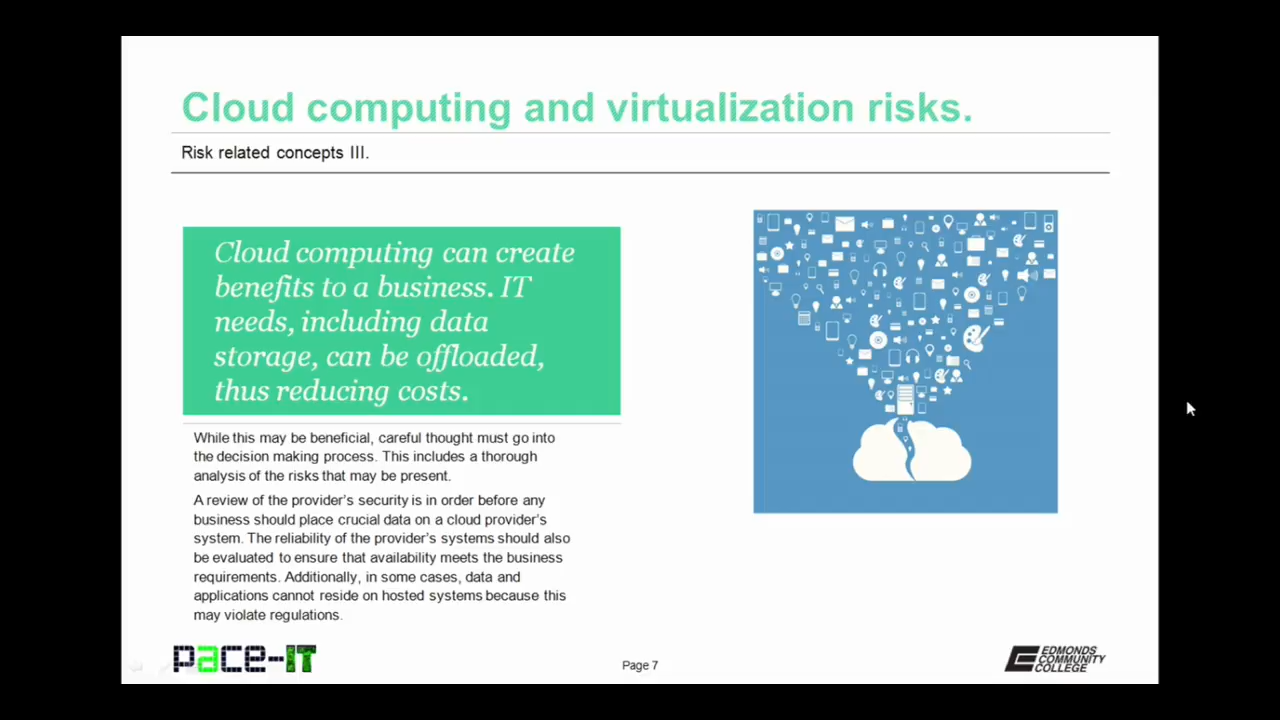 Cloud computing and virtualization risks.
Risk related concepts III.
Cloud computing can create
benefits to a business. IT
needs, including data
storage, can be offloaded,
thus reducing costs.
While this may be beneficial, careful thought must go into
the decision making process. This includes a thorough
analysis of the risks that may be present.
A review of the provider's security is in order before any
business should place crucial data on a cloud provider's
system. The reliability of the provider's systems should also
be evaluated to ensure that availability meets the business
requirements. Additionally, in some cases, data and
applications cannot reside on hosted systems because this
may violate regulations.
pace-IT
Page 7
EDMONDS
COMMUNITY
COLLEGE